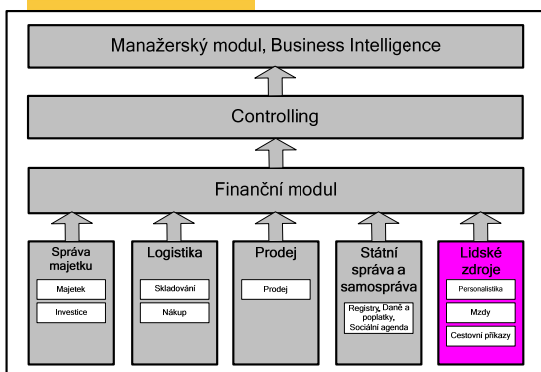 Manažerský modul, Business Intelligence
Controlling
Finanční modul
Správa
majetku
Majetek
Investice
Logistika
Skladování
Nákup
Prodej
Prodej
Státní
správa a
samospráva
Registry, Daně a
poplatky,
Sociální agenda
Lidské
zdroje
Personalistika
Mzdy
Cestovní příkazy